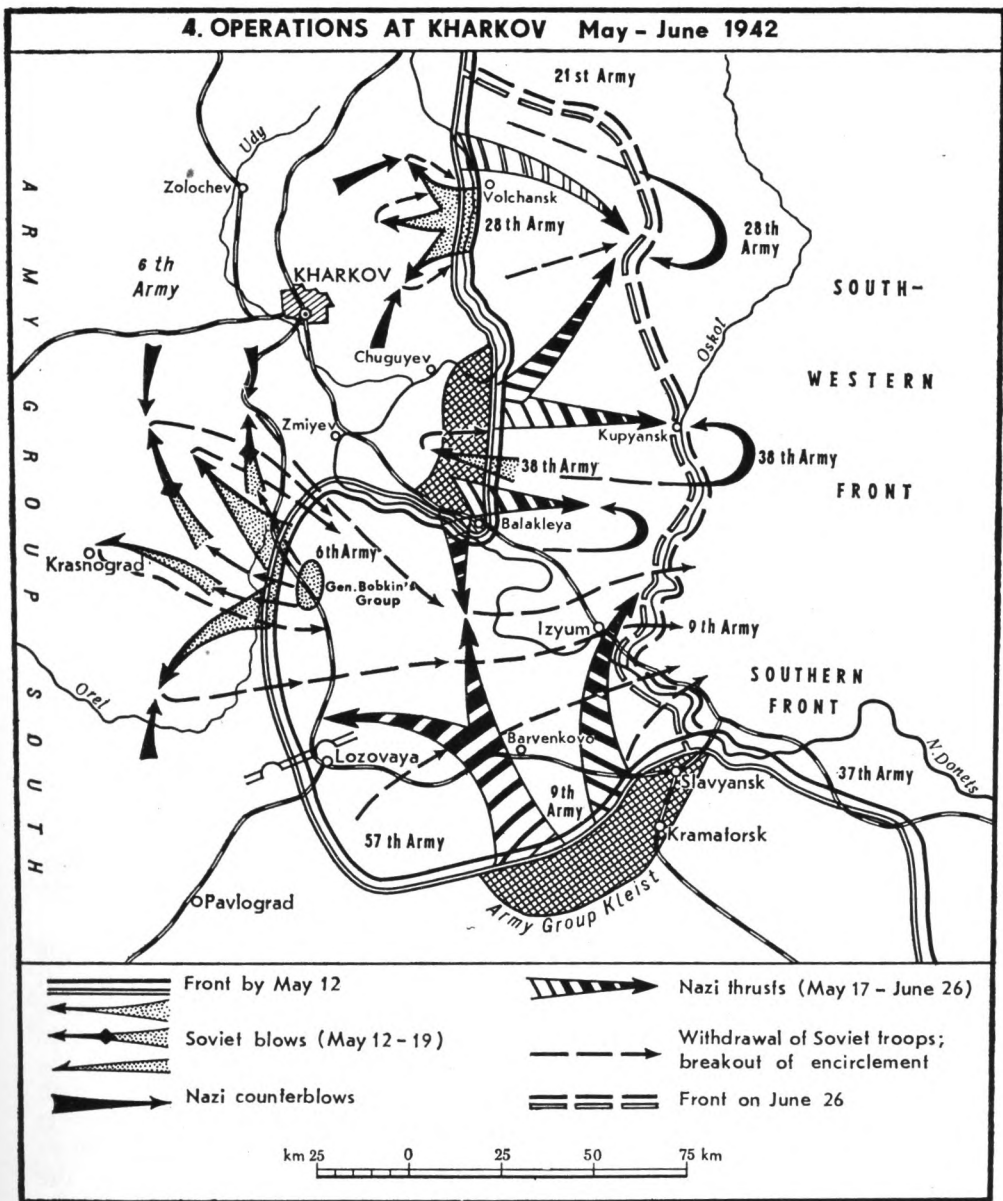 4. OPERATIONS AT KHARKOV May – June 1942
21st Army
Udy
Zolochev
Volchansk
28th Army
28th
Army
6th
Army
KHARKOV
SOUTH–
Oskol
Chuguyev
WESTERN
Zmiyev
Kupyansk
38th Army
38th Army
FRONT
Balakleya
6th Army
Krasnograd
Gen. Bobkin's
Group
Izyum
9th Army
SOUTHERN
FRONT
Orel
Barvenkovo
Lozovaya
N. Donets
37th Army
Slavyansk
9th
Army
57th Army
Kramatorsk
Pavlograd
Army Group Kleist
ARMY GROUP SOUTH
Front by May 12
Soviet blows (May 12–19)
Nazi counterblows
Nazi thrusts (May 17 – June 26)
Withdrawal of Soviet troops;
breakout of encirclement
Front on June 26
km 25 0 25 50 75 km